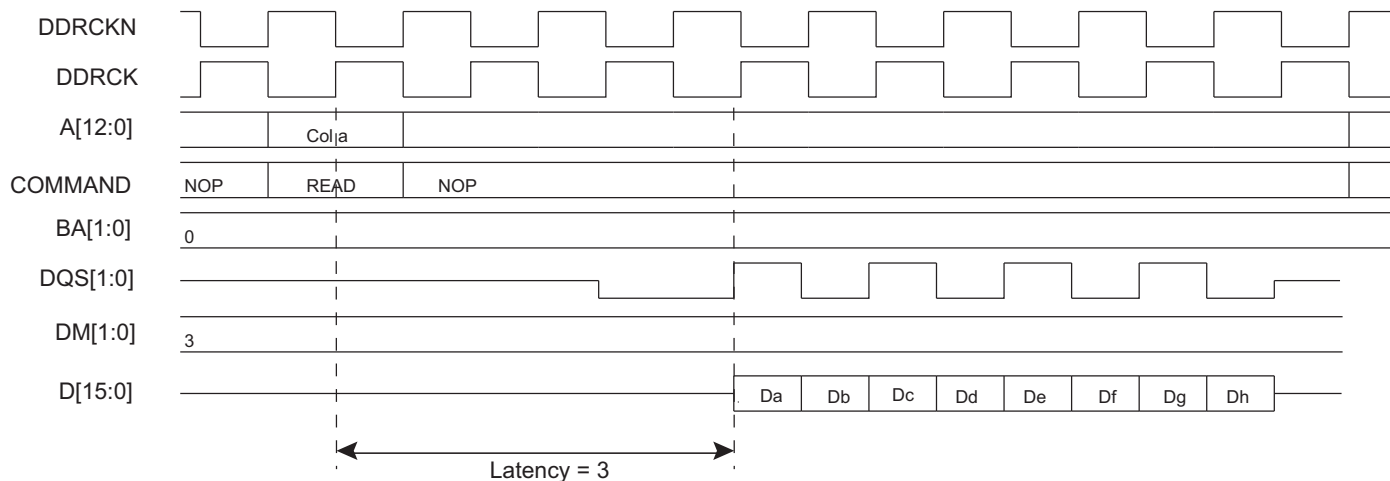 DDRCKN
DDRCK
A[12:0]
Col a
COMMAND
NOP READ NOP
BA[1:0]
0
DQS[1:0]
DM[1:0]
3
D[15:0]
Da Db Dc Dd De Df Dg Dh
Latency = 3